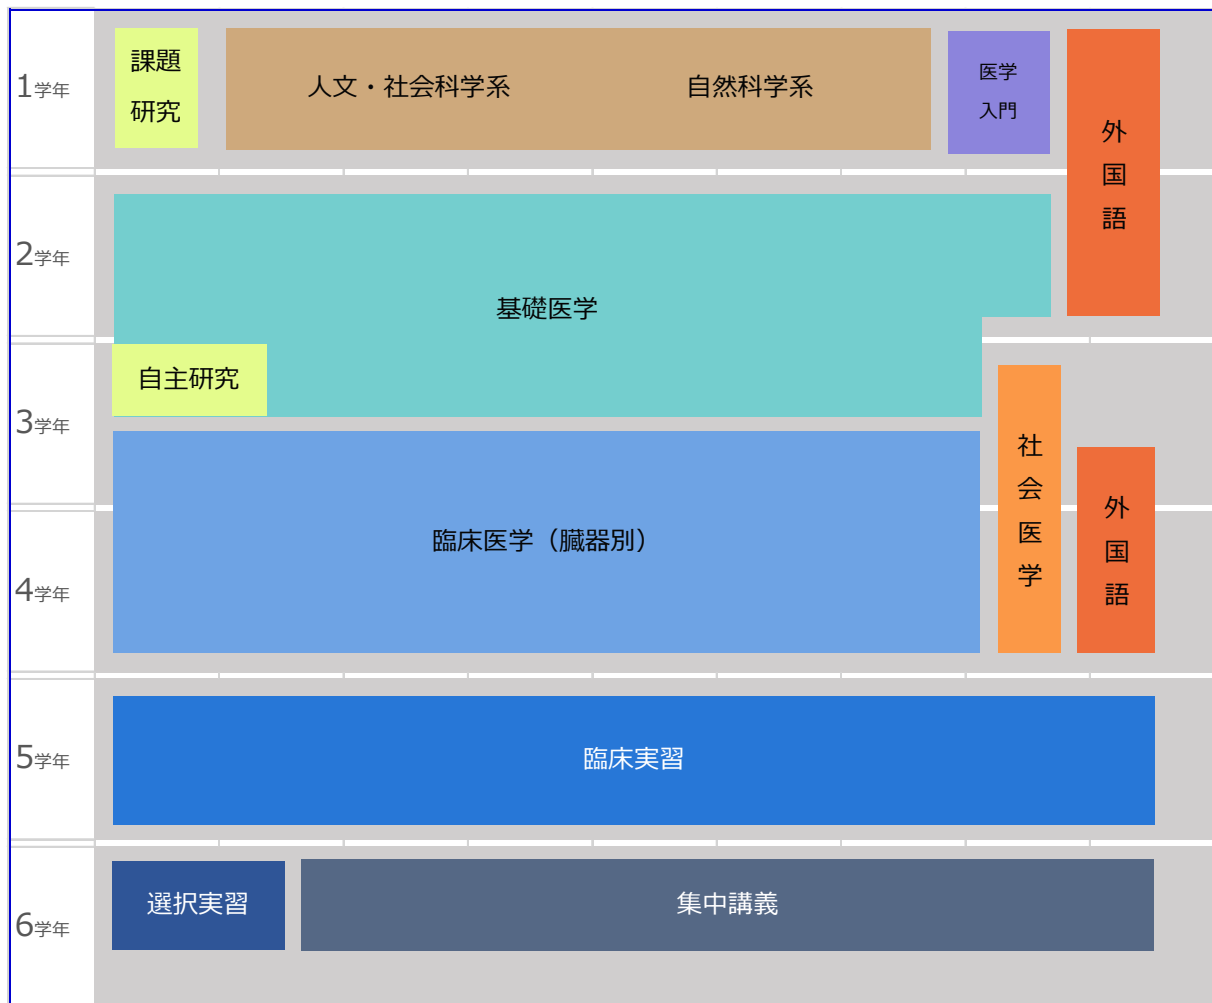 1学年
課題
研究
人文・社会科学系
自然科学系
医学
入門
外
国
語
2学年
基礎医学
3学年
自主研究
社
会
医
学
外
国
語
4学年
臨床医学（臓器別）
5学年
臨床実習
6学年
選択実習
集中講義